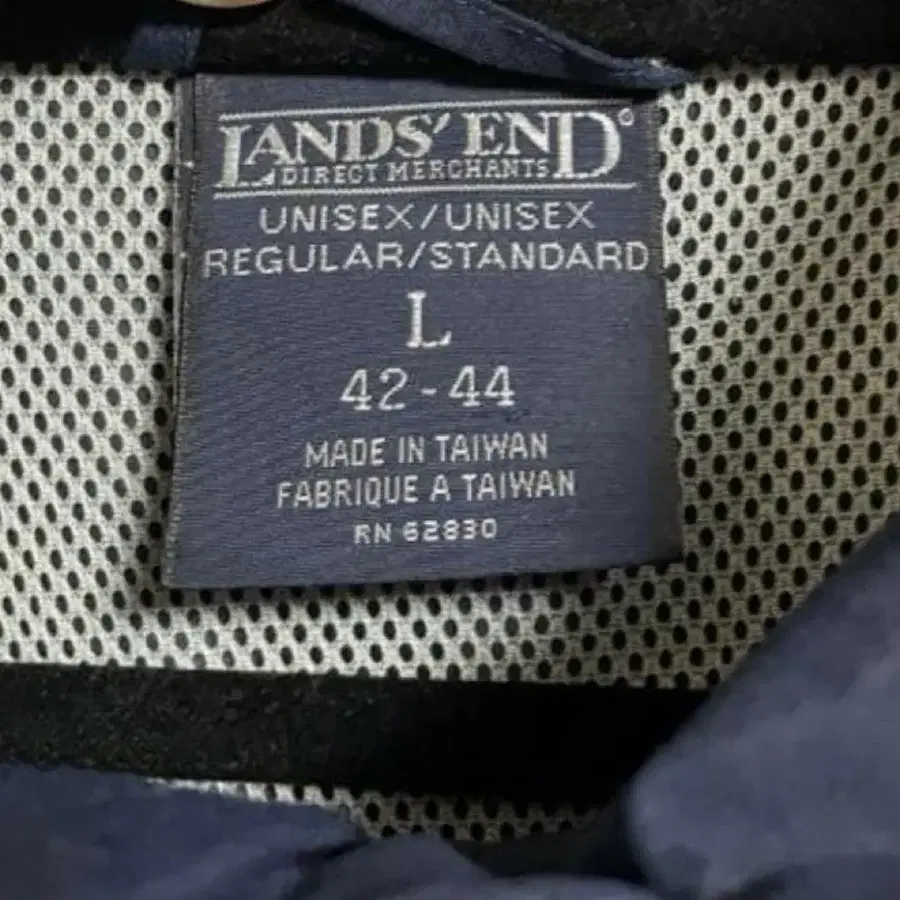 LANDS' END®
DIRECT MERCHANTS
UNISEX/UNISEX
REGULAR/STANDARD
L
42-44
MADE IN TAIWAN
FABRIQUE A TAIWAN
RN 62830